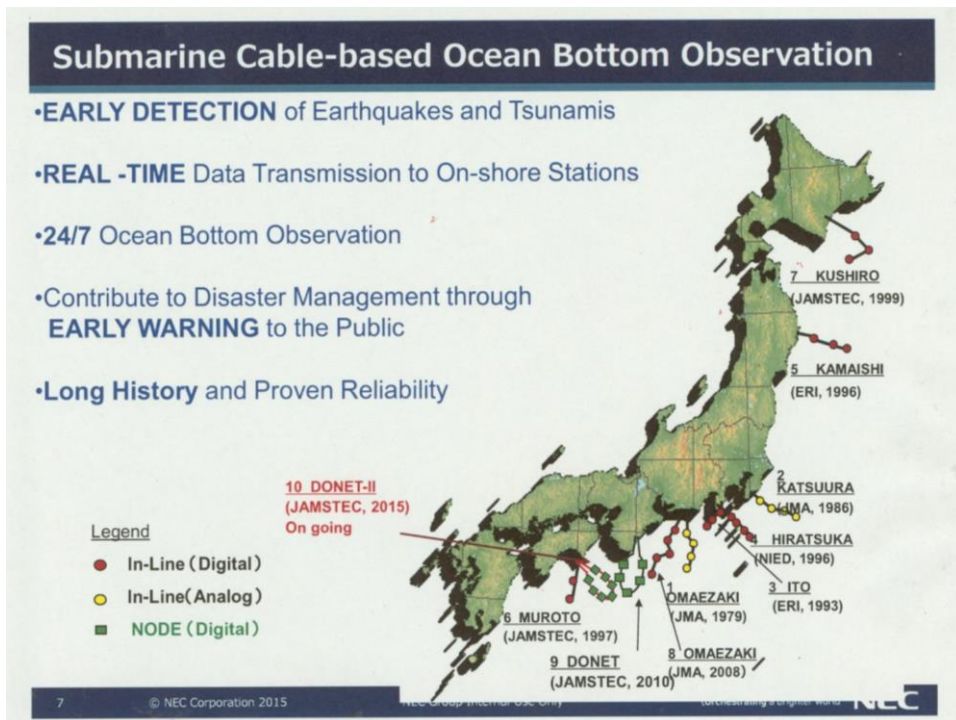 Submarine Cable-based Ocean Bottom Observation
•EARLY DETECTION of Earthquakes and Tsunamis
•REAL -TIME Data Transmission to On-shore Stations
•24/7 Ocean Bottom Observation
•Contribute to Disaster Management through
EARLY WARNING to the Public
•Long History and Proven Reliability
7 KUSHIRO
(JAMSTEC, 1999)
5 KAMAISHI
(ERI, 1996)
2
KATSUURA
(JMA, 1986)
4 HIRATSUKA
(NIED, 1996)
3 ITO
(ERI, 1993)
1
OMAEZAKI
(JMA, 1979)
8 OMAEZAKI
(JMA, 2008)
10 DONET-II
(JAMSTEC, 2015)
On going
6 MUROTO
(JAMSTEC, 1997)
9 DONET
(JAMSTEC, 2010)
Legend
In-Line (Digital)
In-Line(Analog)
NODE (Digital)
7
© NEC Corporation 2015
NEC Group Internal Use Only
Orchestrating a brighter world
NEC